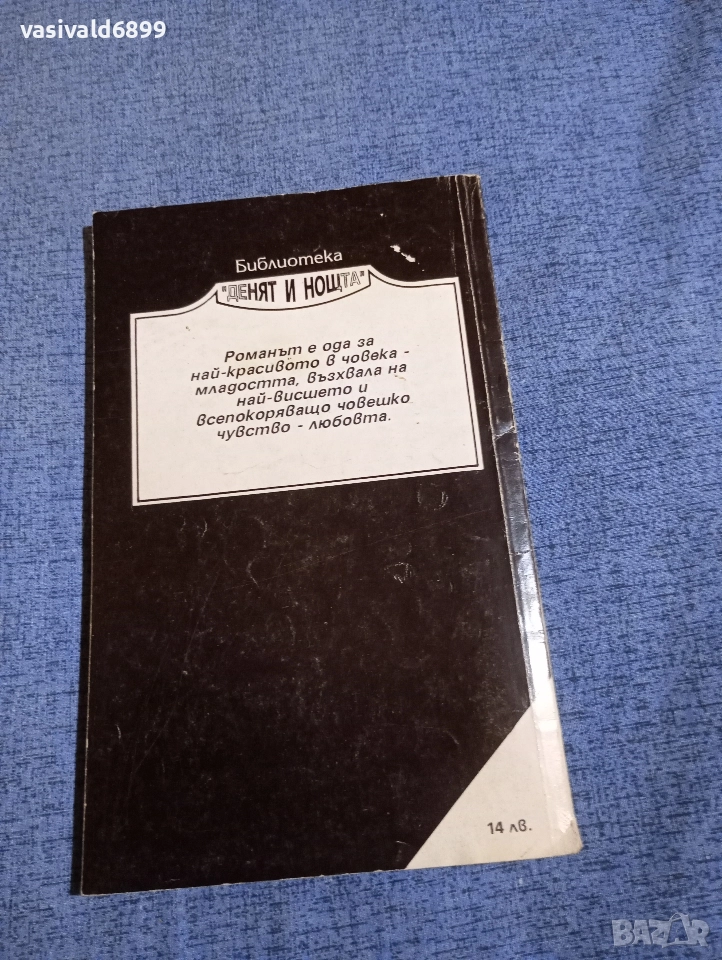 vasivald6899
Библиотека
"ДЕНЯТ И НОЩТА"
Романът е ода за
най-красивото в човека -
младостта, възхвала на
най-висшето и
всепокоряващо човешко
чувство - любовта.
14 лв.
BAZAR